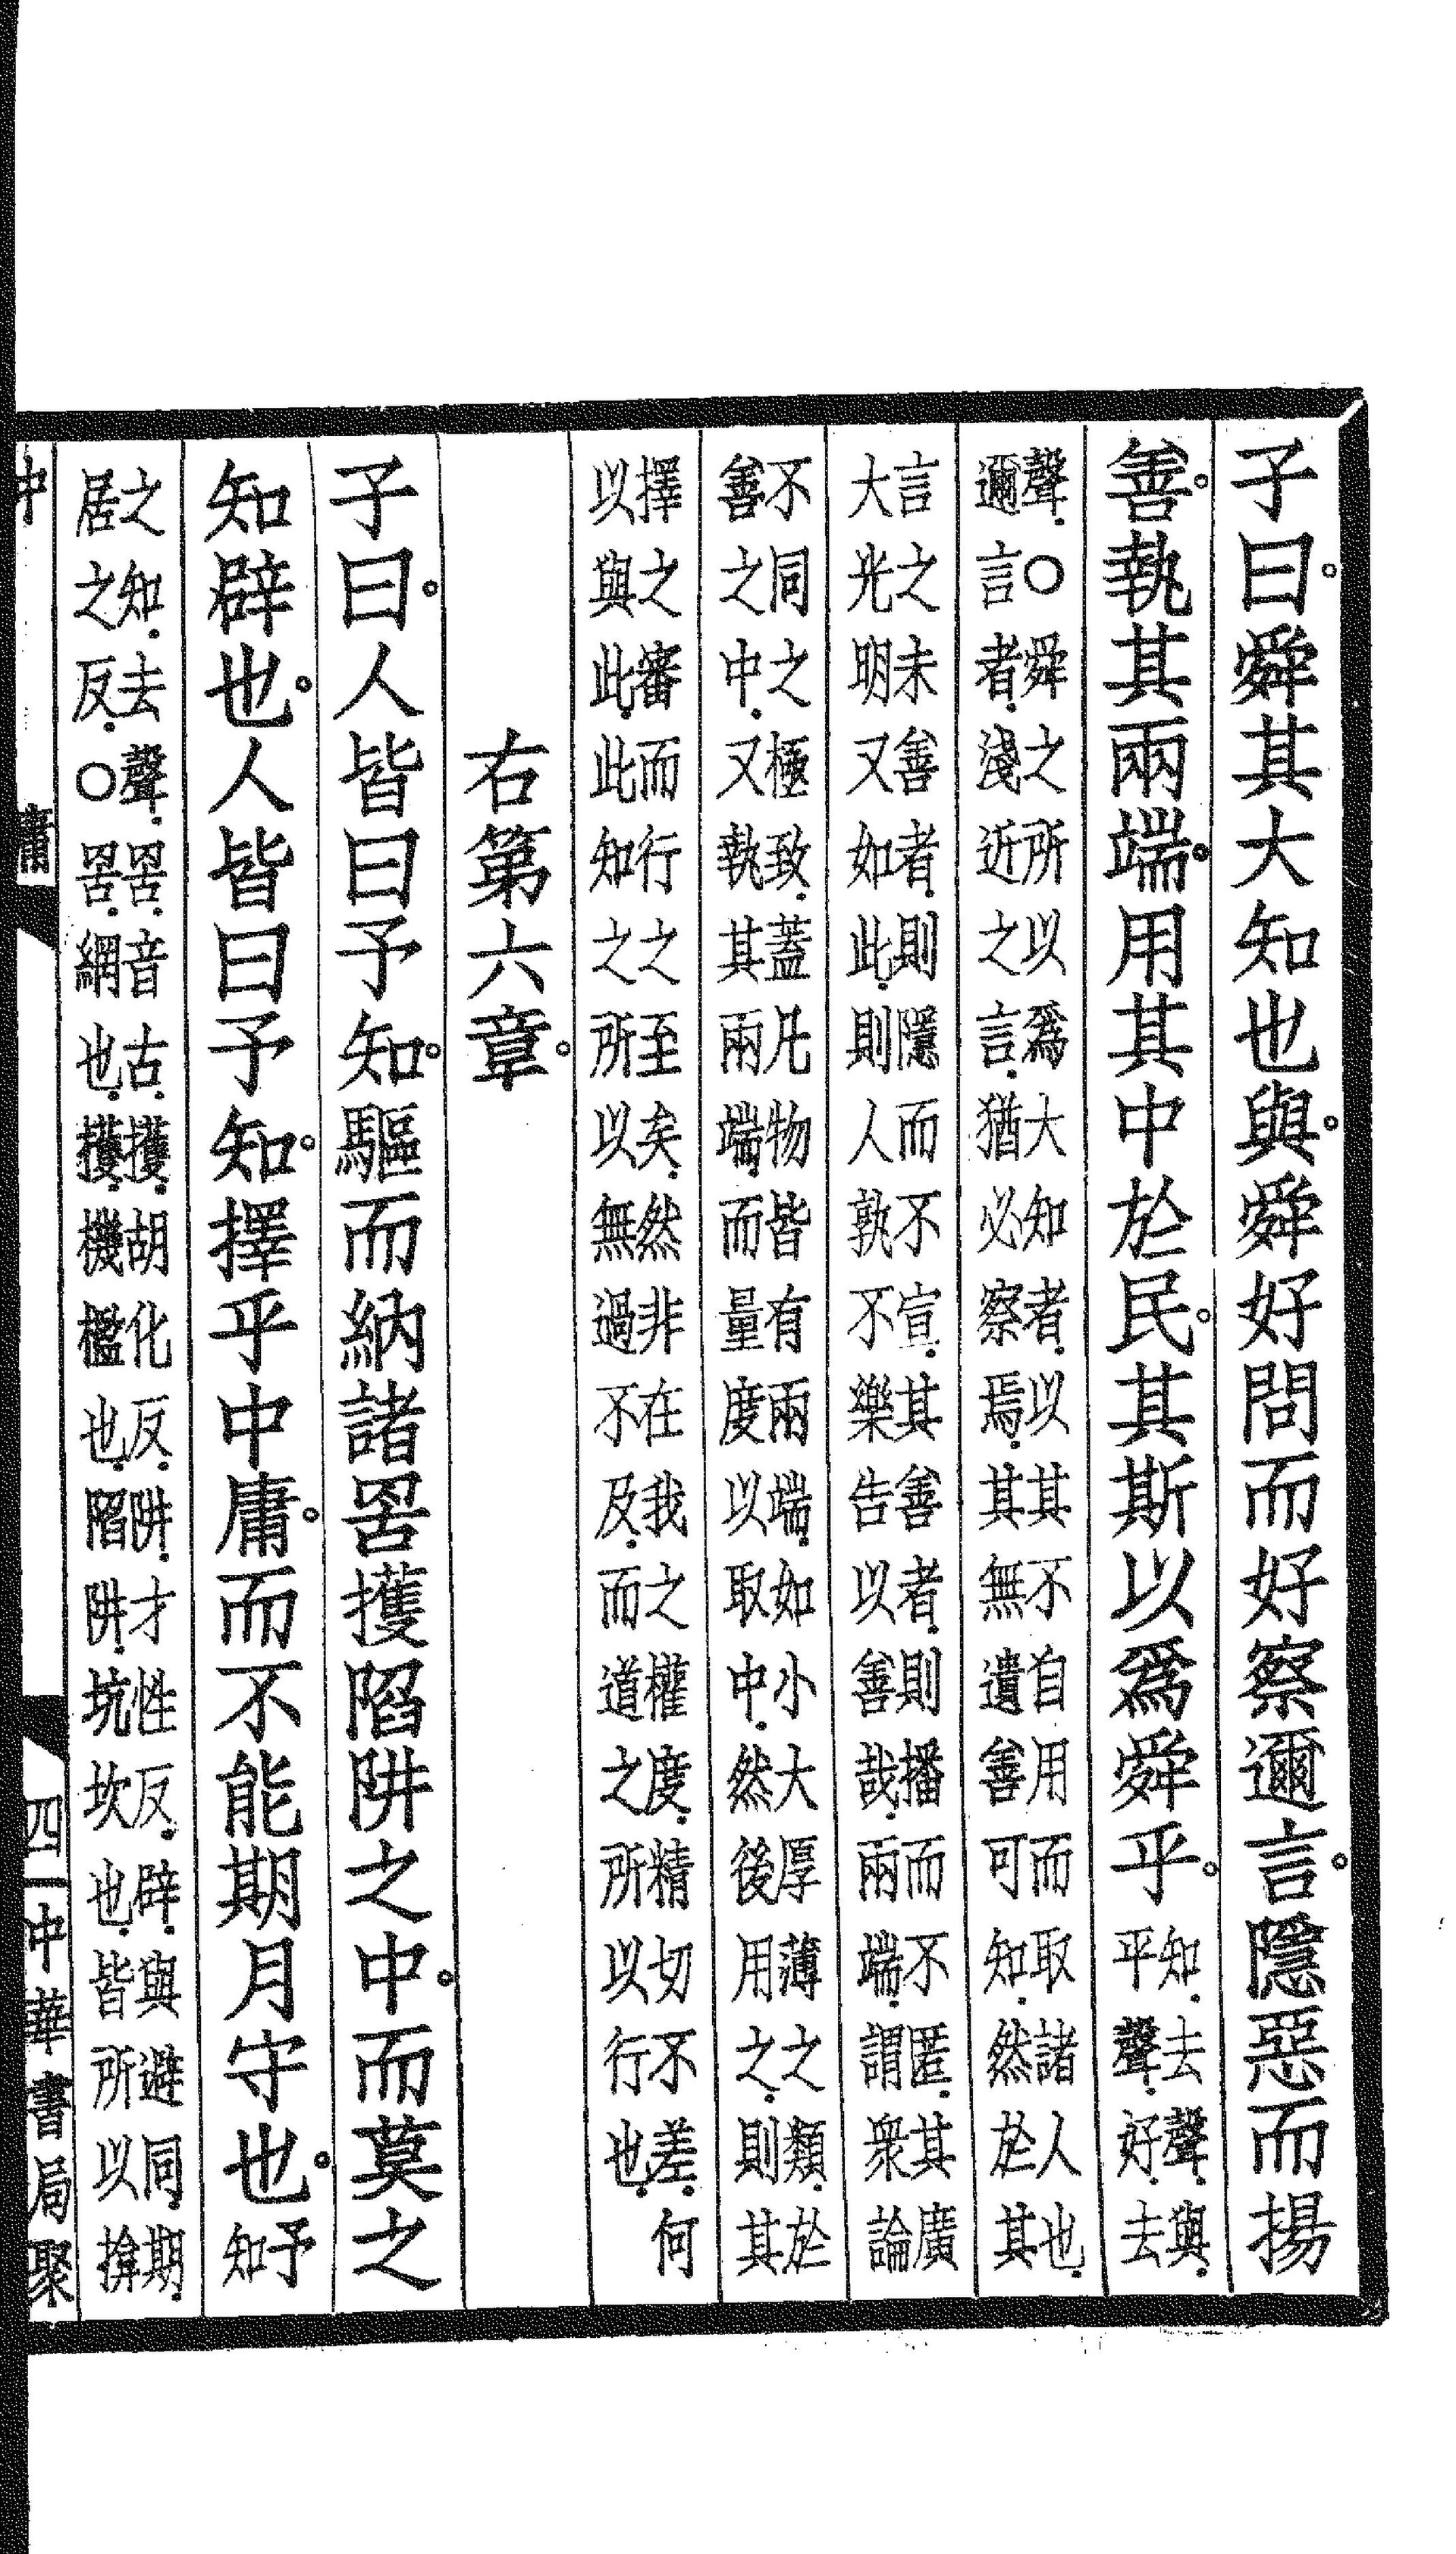 子曰。舜其大知也與。舜好問而好察邇言。隱惡而揚
善。執其兩端。用其中於民。其斯以爲舜乎。知.去聲.與.
平聲.好.去
聲.○舜之所以爲大知者.以其不自用而取諸人也.
邇言者.淺近之言.猶必察焉.其無遺善可知.然於其
言之未善者.則隱而不宣.其善者.則播而不匿.其廣
大光明又如此.則人孰不樂告以善哉.兩端.謂衆論
不同之極致.蓋凡物皆有兩端.如小大厚薄之類.於
善之中.又執其兩端.而量度以取中.然後用之.則其
擇之審而行之至矣.然非在我之權度.精切不差.何
以與此.此知之所以無過不及.而道之所以行也.
右第六章。
子曰。人皆曰予知。驅而納諸罟擭陷阱之中。而莫之
知辟也。人皆曰予知。擇乎中庸。而不能期月守也。予
知
之知.去聲.罟.音古.擭.胡化反.阱.才性反.辟.與避同.期.
居之反.○罟.網也.擭.機檻也.陷阱.坑坎也.皆所以揜
中庸 四 中華書局聚